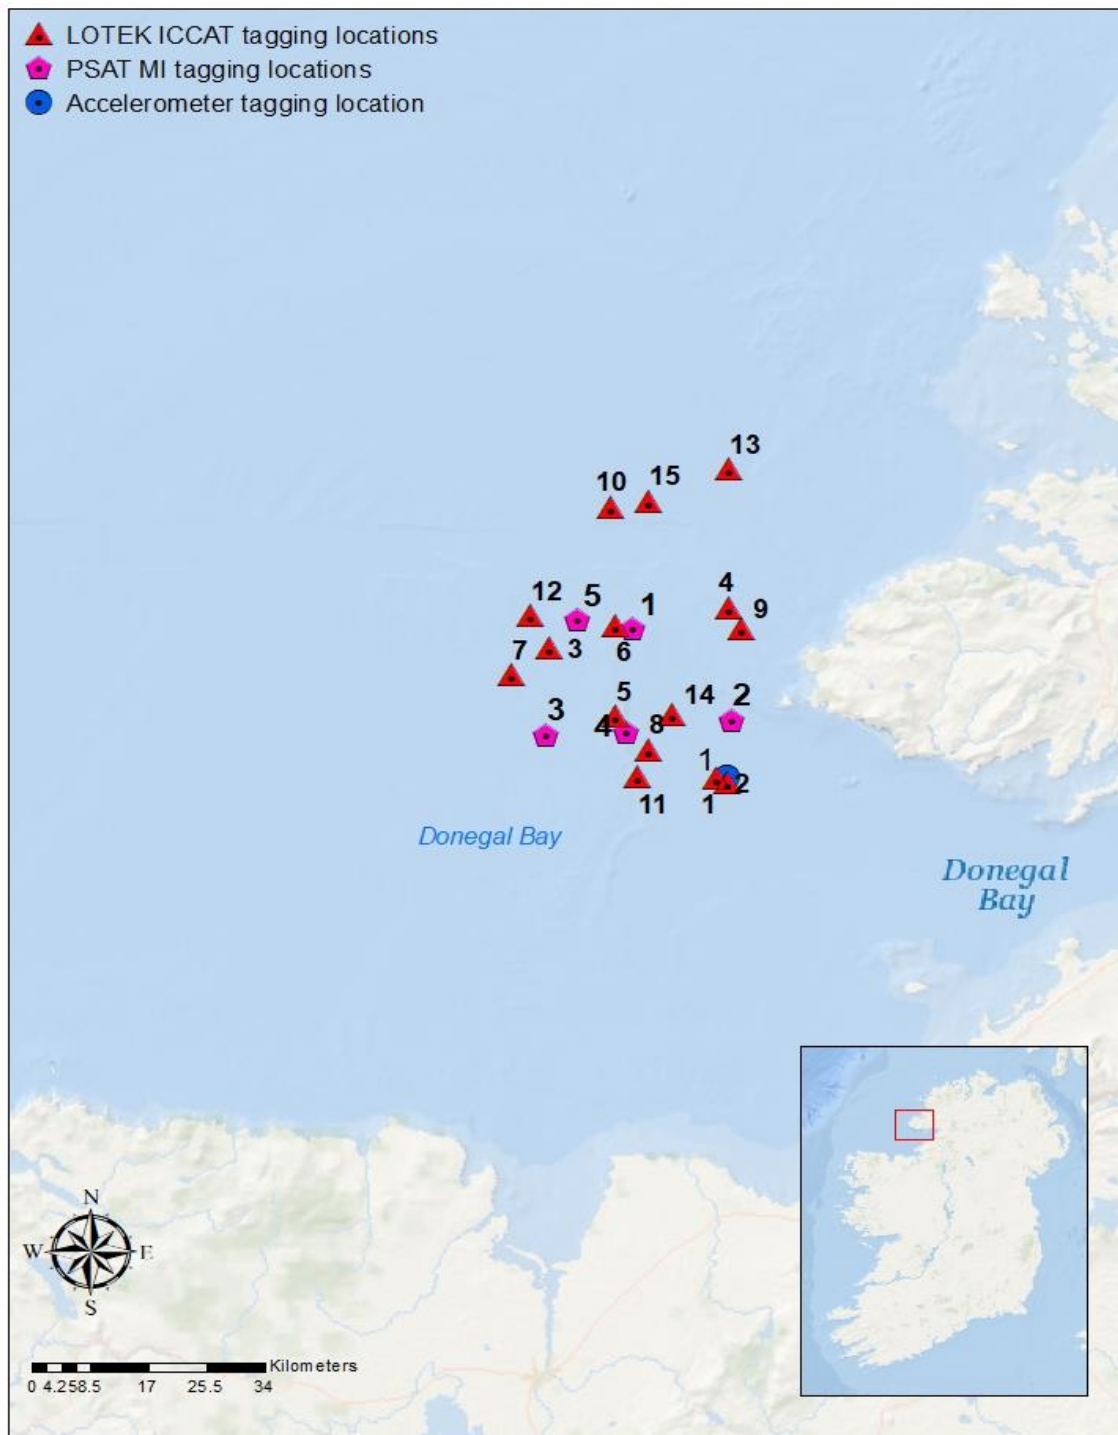 LOTEK ICCAT tagging locations
PSAT MI tagging locations
Accelerometer tagging location
13
10
15
12
5
1
4
9
7
3
6
3
5
14
2
4
8
1
2
11
1
Donegal Bay
Donegal
Bay
N
W
E
S
Kilometers
0 4.25 8.5 17 25.5 34